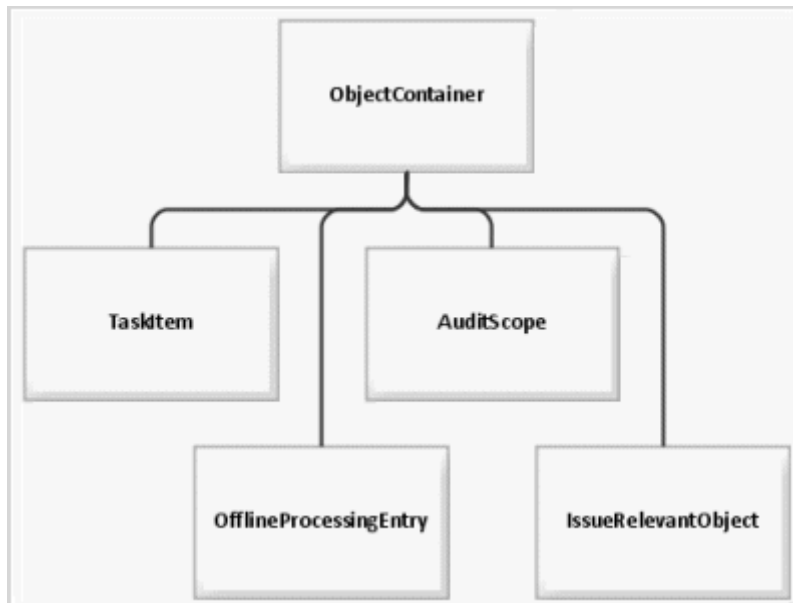 ObjectContainer
TaskItem
AuditScope
OfflineProcessingEntry
IssueRelevantObject